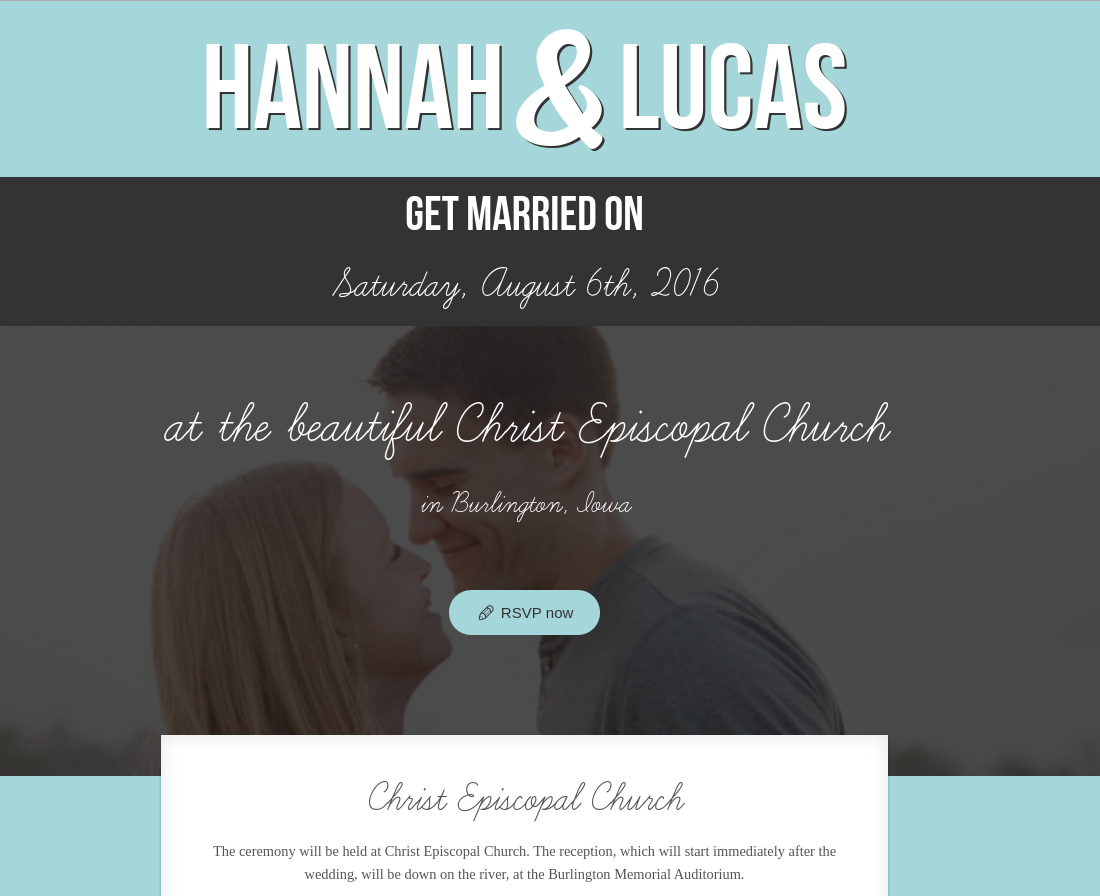 HANNAH & LUCAS
GET MARRIED ON
Saturday, August 6th, 2016
at the beautiful Christ Episcopal Church
in Burlington, Iowa
RSVP now
Christ Episcopal Church
The ceremony will be held at Christ Episcopal Church. The reception, which will start immediately after the
wedding, will be down on the river, at the Burlington Memorial Auditorium.